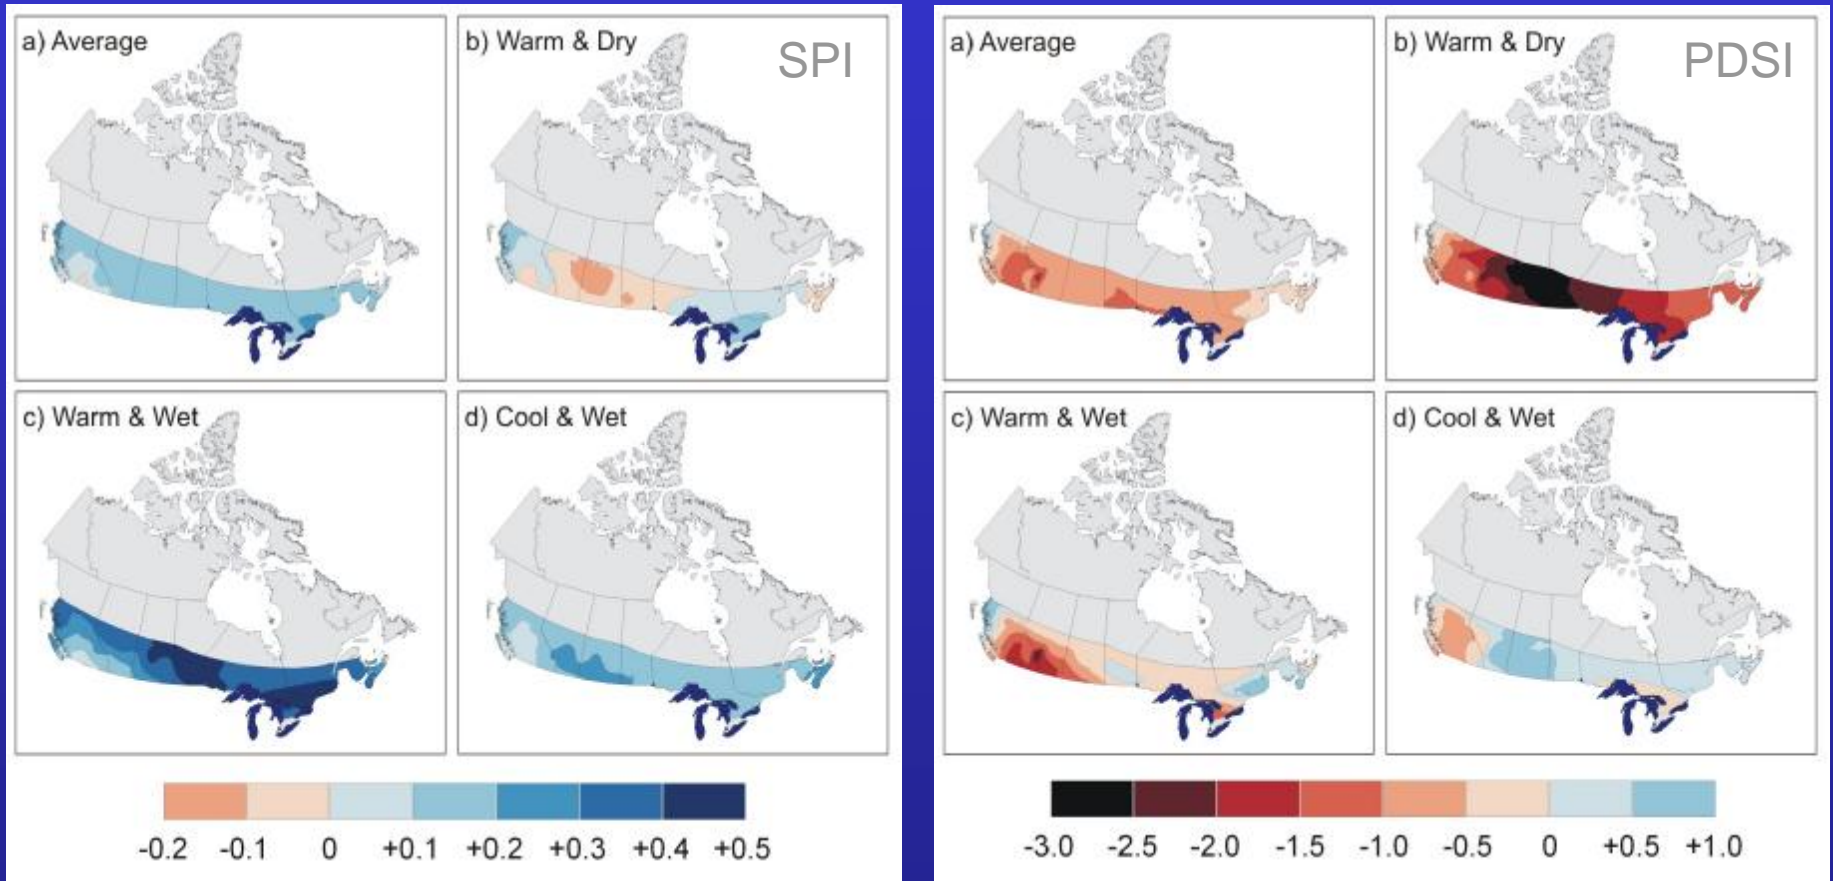 a) Average
b) Warm & Dry
SPI
c) Warm & Wet
d) Cool & Wet
-0.2 -0.1 0 +0.1 +0.2 +0.3 +0.4 +0.5
a) Average
b) Warm & Dry
PDSI
c) Warm & Wet
d) Cool & Wet
-3.0 -2.5 -2.0 -1.5 -1.0 -0.5 0 +0.5 +1.0